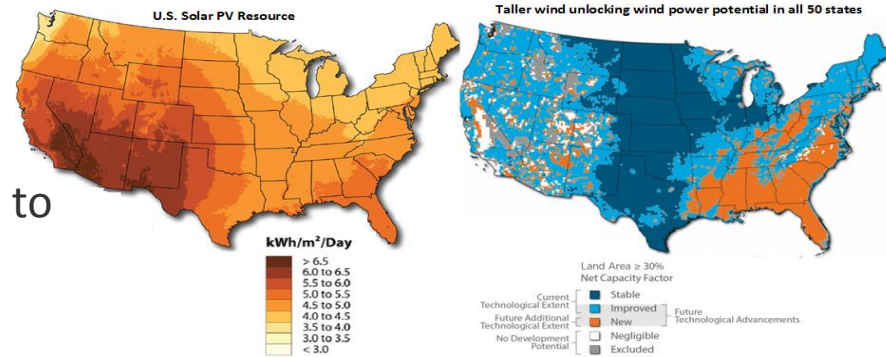 U.S. Solar PV Resource
Taller wind unlocking wind power potential in all 50 states
to
kWh/m²/Day
> 6.5
6.0 to 6.5
5.5 to 6.0
5.0 to 5.5
4.5 to 5.0
4.0 to 4.5
3.5 to 4.0
3.0 to 3.5
< 3.0
Land Area ≥ 30%
Net Capacity Factor
Current
Technological Extent
Stable
Improved
Future Additional
Technological Extent
New
Future
Technological Advancements
No Development
Potential
Negligible
Excluded